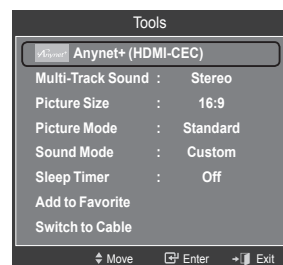 Tools
Anynet+ Anynet+ (HDMI-CEC)
Multi-Track Sound : Stereo
Picture Size : 16:9
Picture Mode : Standard
Sound Mode : Custom
Sleep Timer : Off
Add to Favorite
Switch to Cable
Move Enter Exit